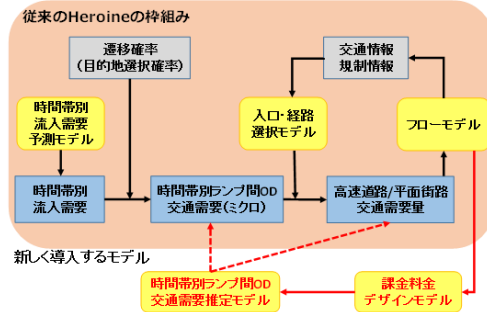 従来のHeroineの枠組み
遷移確率
(目的地選択確率)
交通情報
規制情報
時間帯別
流入需要
予測モデル
入口・経路
選択モデル
フローモデル
時間帯別
流入需要
時間帯別ランプ間OD
交通需要(ミクロ)
高速道路/平面街路
交通需要量
新しく導入するモデル
時間帯別ランプ間OD
交通需要推定モデル
課金料金
デザインモデル